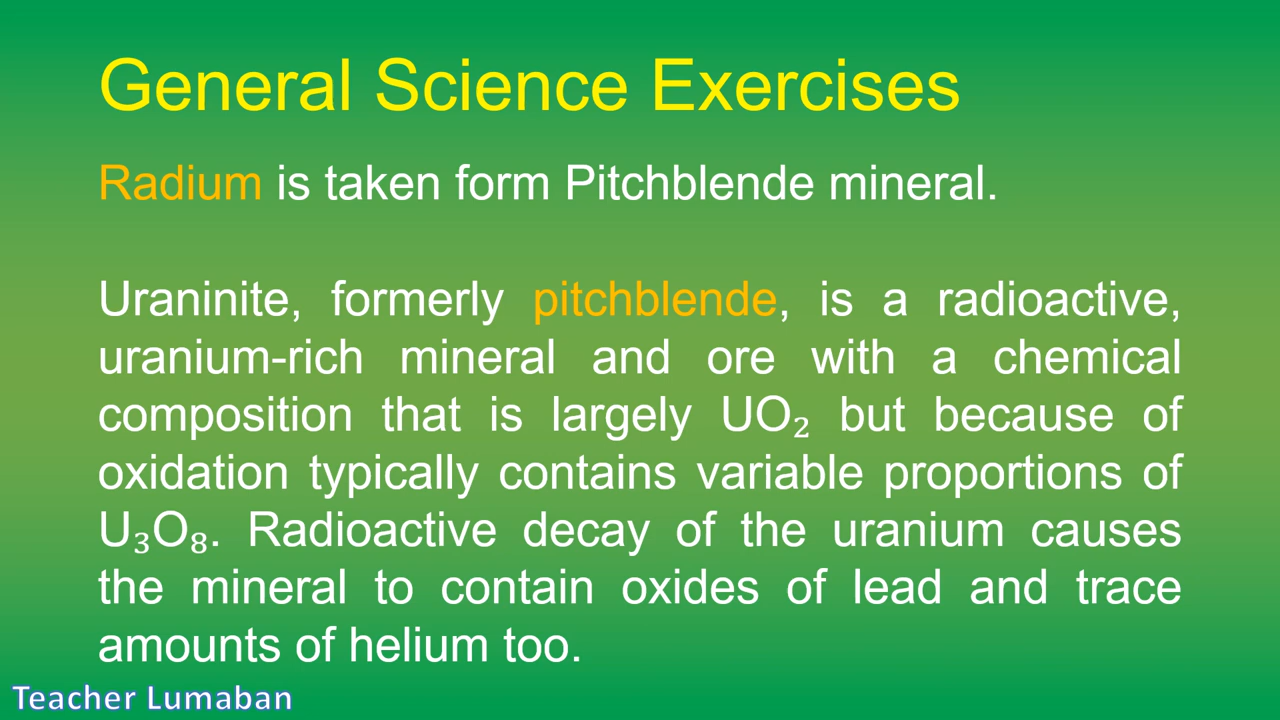 General Science Exercises
Radium is taken form Pitchblende mineral.
Uraninite, formerly pitchblende, is a radioactive,
uranium-rich mineral and ore with a chemical
composition that is largely UO₂ but because of
oxidation typically contains variable proportions of
U₃O₈. Radioactive decay of the uranium causes
the mineral to contain oxides of lead and trace
amounts of helium too.
Teacher Lumaban